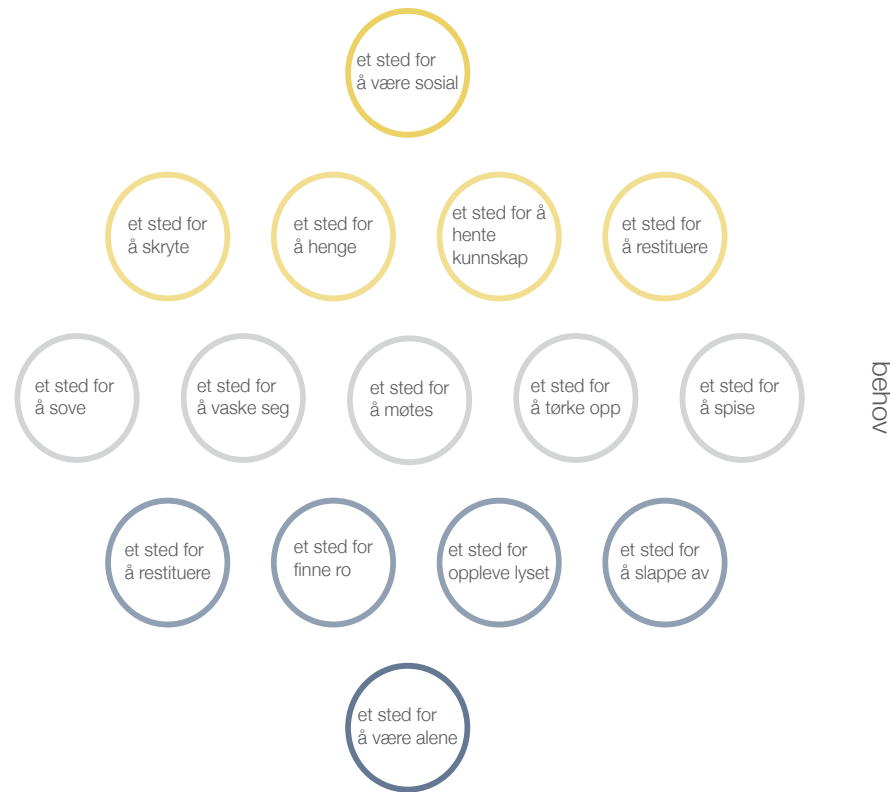 et sted for
å være sosial
et sted for
å skryte
et sted for
å henge
et sted for å
hente
kunnskap
et sted for
å restituere
et sted for
å sove
et sted for
å vaske seg
et sted for
å møtes
et sted for
å tørke opp
et sted for
å spise
behov
et sted for
å restituere
et sted for
finne ro
et sted for
oppleve lyset
et sted for
å slappe av
et sted for
å være alene